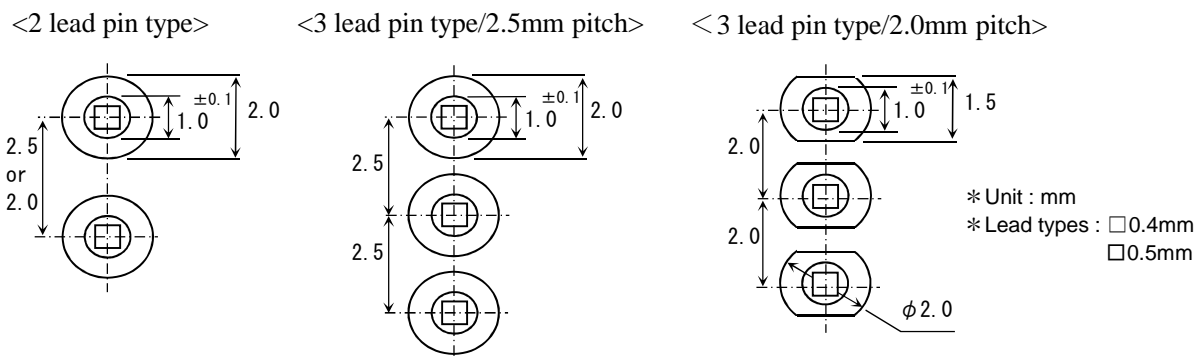 <2 lead pin type>
<3 lead pin type/2.5mm pitch>
＜3 lead pin type/2.0mm pitch>
±0.1
1.0
2.0
2.5
or
2.0
±0.1
1.0
2.0
2.5
2.5
±0.1
1.0
1.5
2.0
2.0
φ2.0
＊Unit : mm
＊Lead types : □0.4mm
□0.5mm